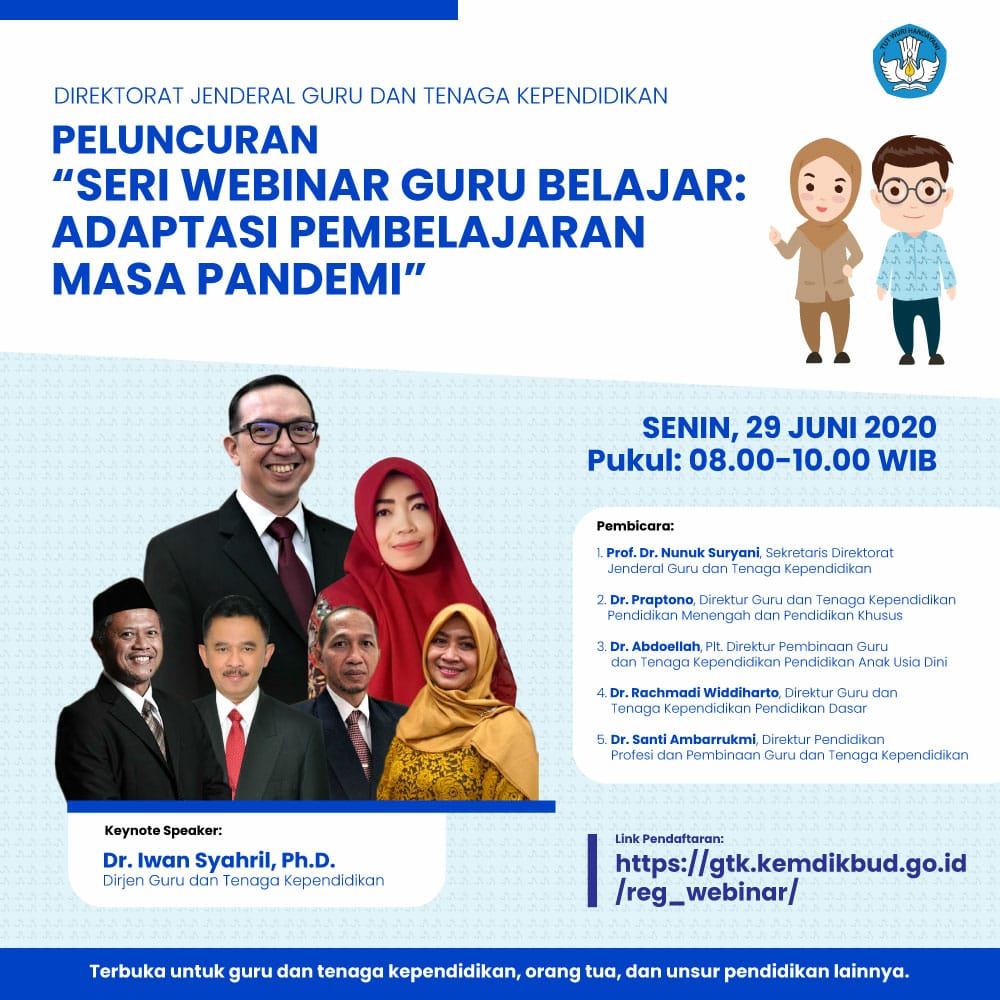 TUT WURI HANDAYANI
DIREKTORAT JENDERAL GURU DAN TENAGA KEPENDIDIKAN
PELUNCURAN
“SERI WEBINAR GURU BELAJAR:
ADAPTASI PEMBELAJARAN
MASA PANDEMI”
SENIN, 29 JUNI 2020
Pukul: 08.00-10.00 WIB
Pembicara:
1. Prof. Dr. Nunuk Suryani, Sekretaris Direktorat
Jenderal Guru dan Tenaga Kependidikan
2. Dr. Praptono, Direktur Guru dan Tenaga Kependidikan
Pendidikan Menengah dan Pendidikan Khusus
3. Dr. Abdoellah, Plt. Direktur Pembinaan Guru
dan Tenaga Kependidikan Pendidikan Anak Usia Dini
4. Dr. Rachmadi Widdiharto, Direktur Guru dan
Tenaga Kependidikan Pendidikan Dasar
5. Dr. Santi Ambarrukmi, Direktur Pendidikan
Profesi dan Pembinaan Guru dan Tenaga Kependidikan
Keynote Speaker:
Dr. Iwan Syahril, Ph.D.
Dirjen Guru dan Tenaga Kependidikan
Link Pendaftaran:
https://gtk.kemdikbud.go.id
/reg_webinar/
Terbuka untuk guru dan tenaga kependidikan, orang tua, dan unsur pendidikan lainnya.